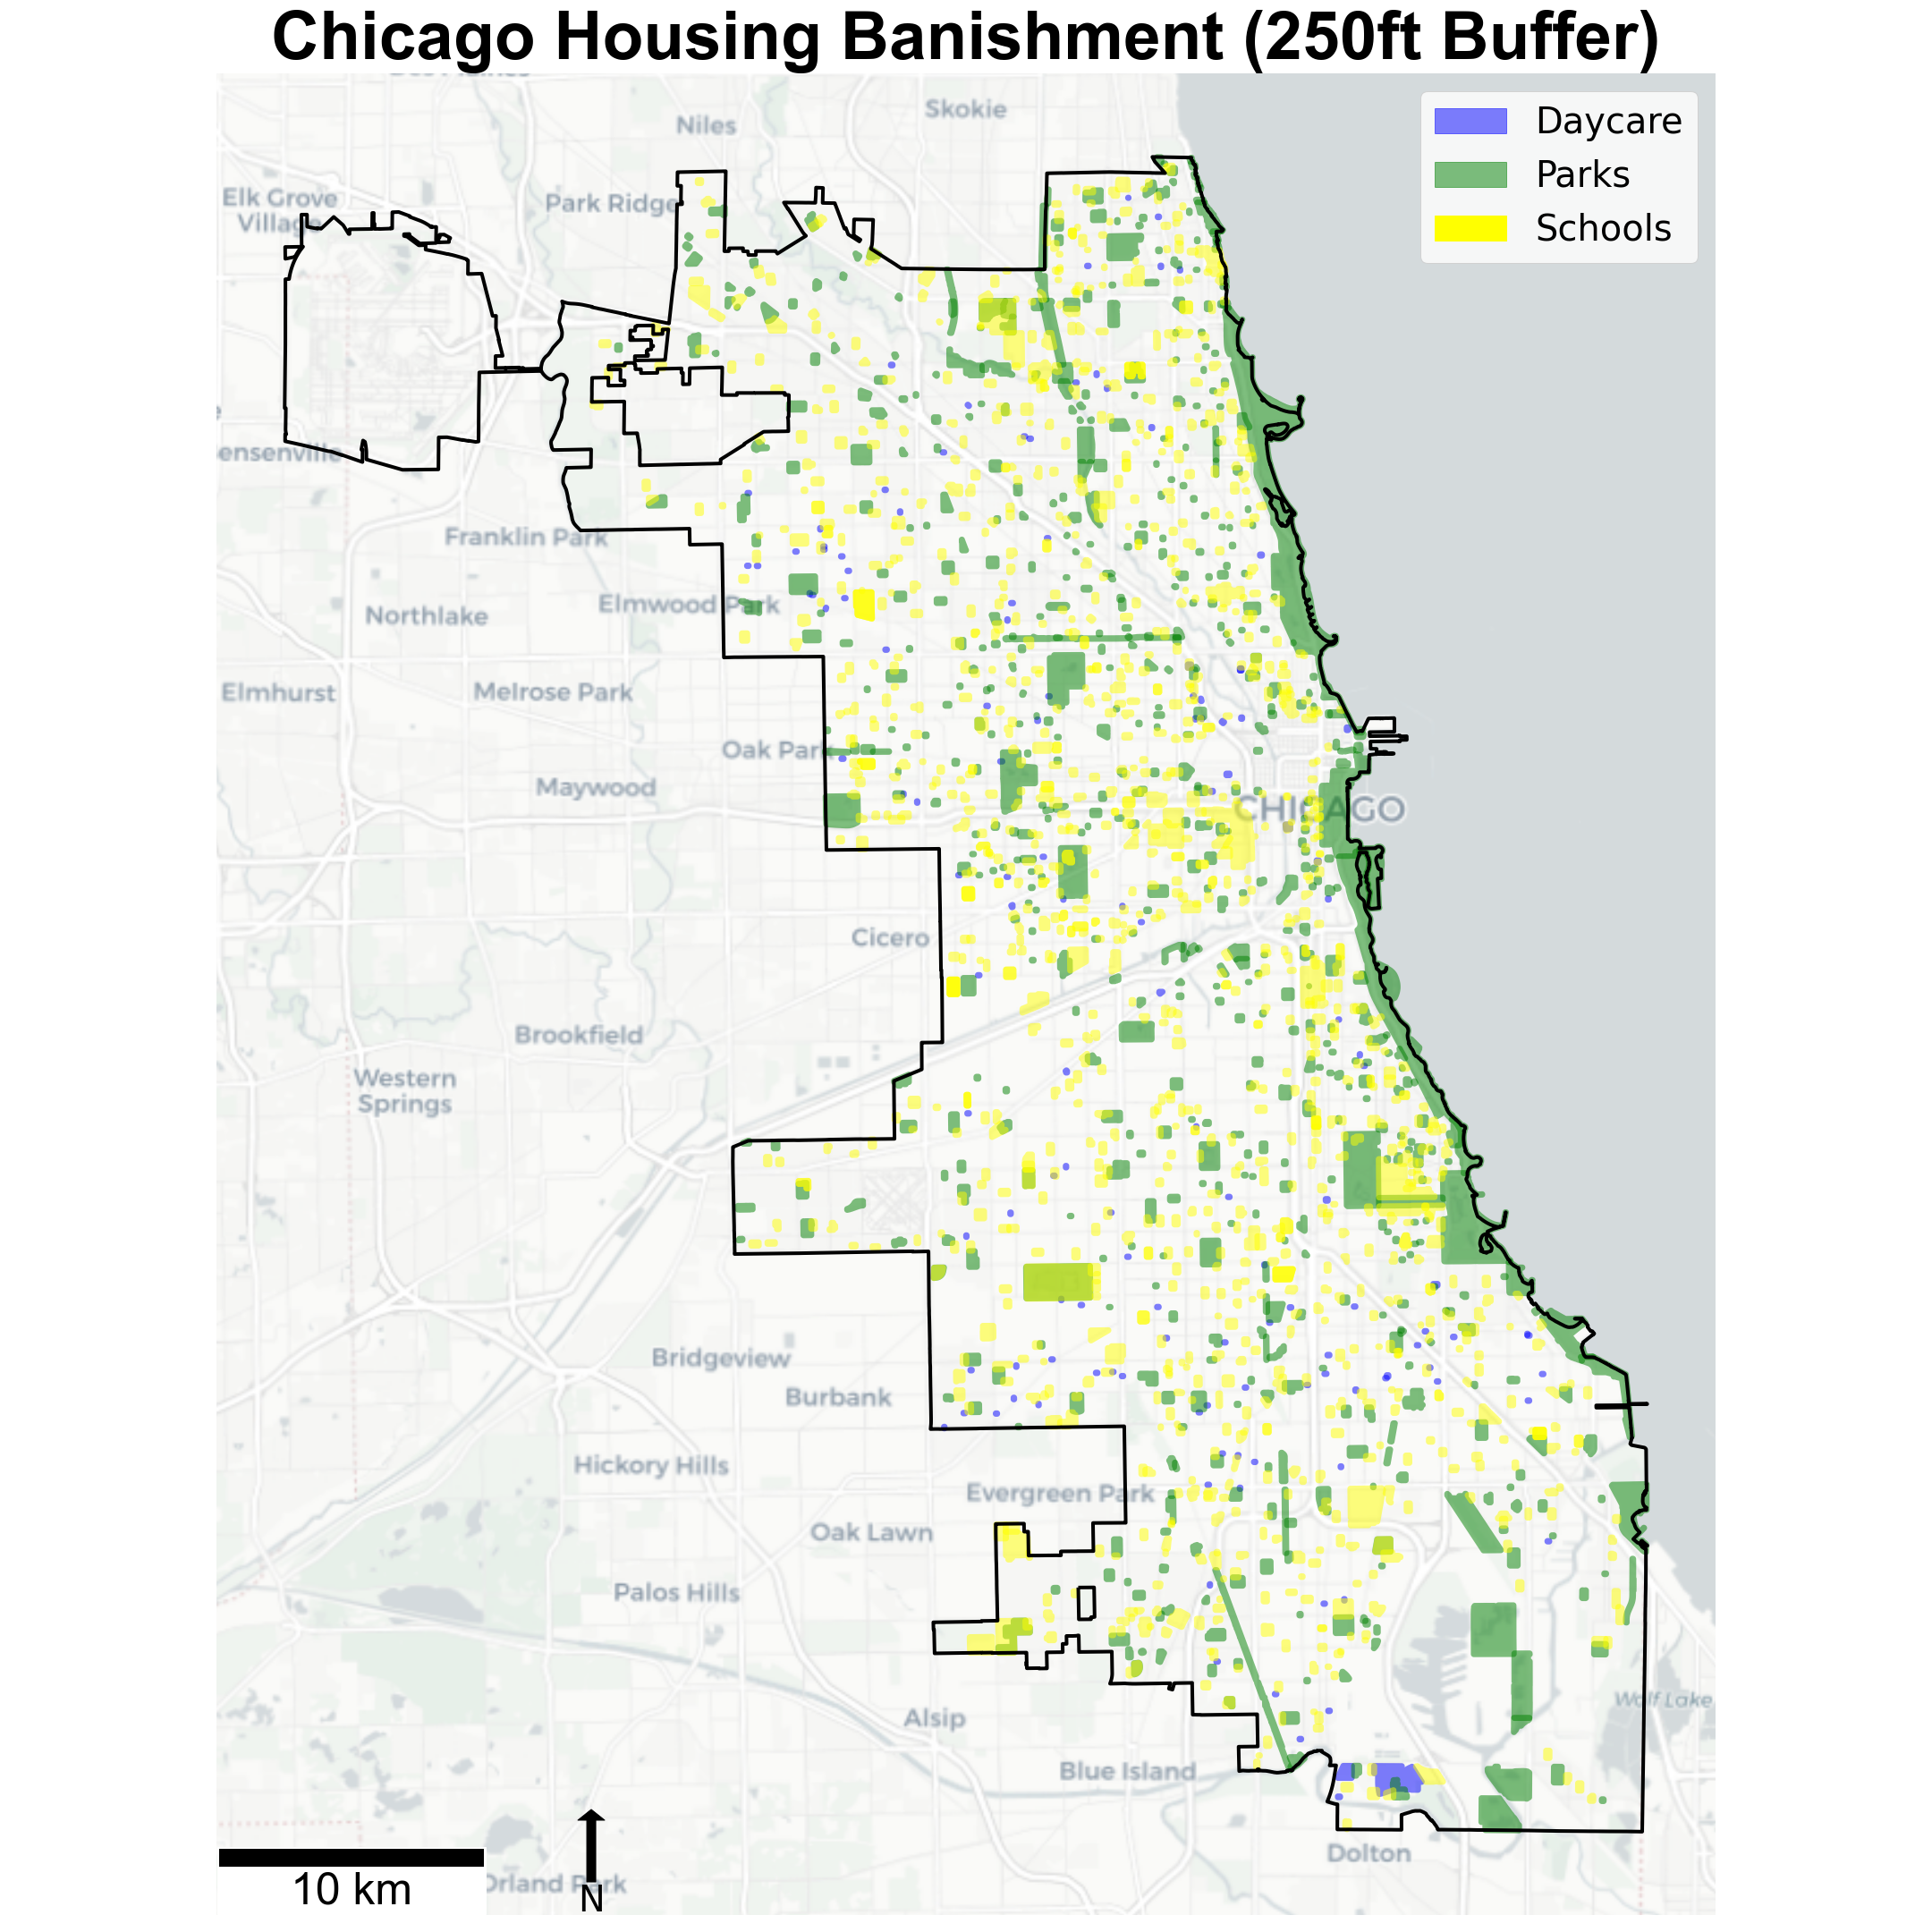 Chicago Housing Banishment (250ft Buffer)
Skokie
Niles
Daycare
Parks
Schools
Elk Grove
Village
Park Ridge
ensenville
Franklin Park
Northlake
Elmwood Park
Elmhurst
Melrose Park
Oak Park
Maywood
CHICAGO
Cicero
Brookfield
Western
Springs
Bridgeview
Burbank
Hickory Hills
Evergreen Park
Oak Lawn
Palos Hills
Wolf Lake
Alsip
Blue Island
Dolton
10 km
Orland Park
N